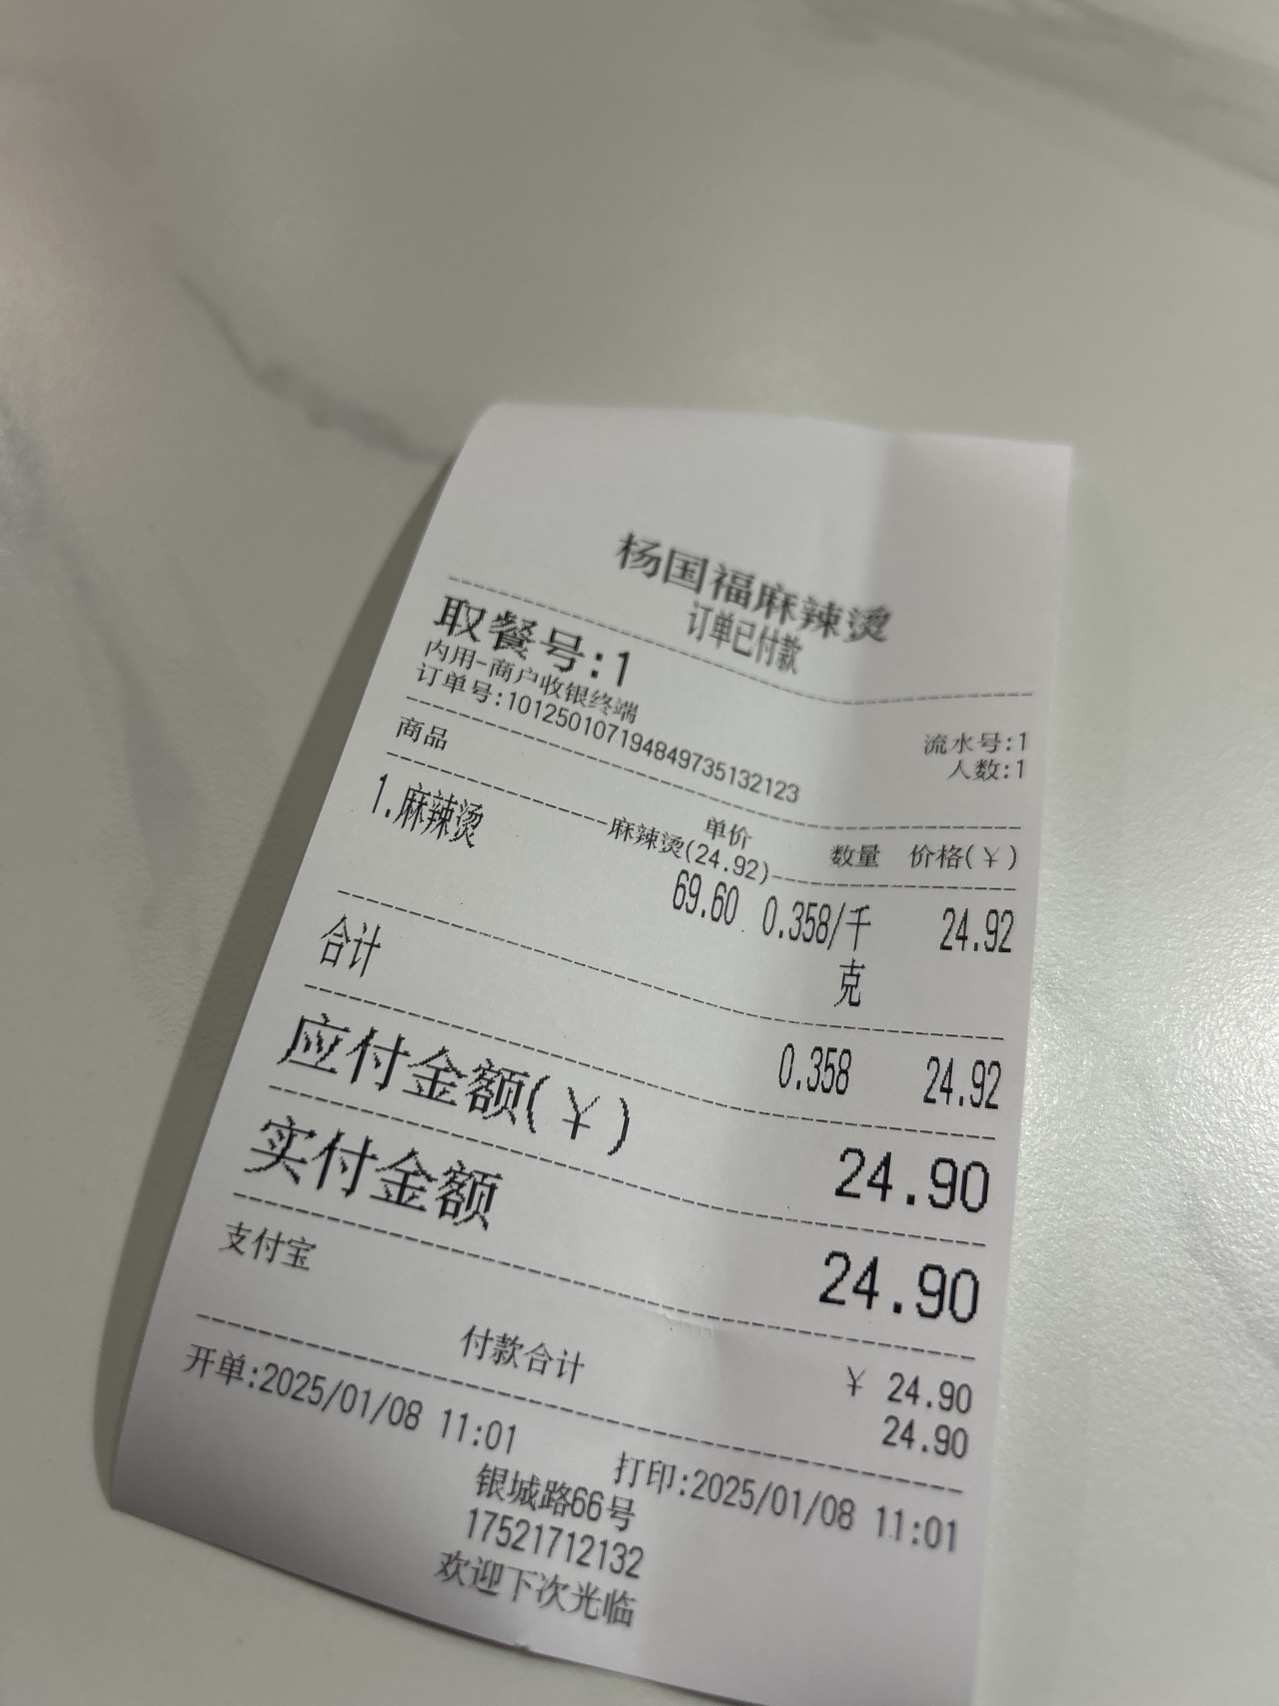 杨国福麻辣烫
订单已付款
取餐号:1
内用-商户收银终端 流水号:1
订单号:101250107194849735132123 人数:1
商品 单价 数量 价格(￥)
麻辣烫(24.92)
1.麻辣烫 69.60 0.358/千克 24.92
合计 0.358 24.92
应付金额(￥) 24.90
实付金额 24.90
支付宝 ￥ 24.90
付款合计 24.90
开单:2025/01/08 11:01 打印:2025/01/08 11:01
银城路66号
17521712132
欢迎下次光临